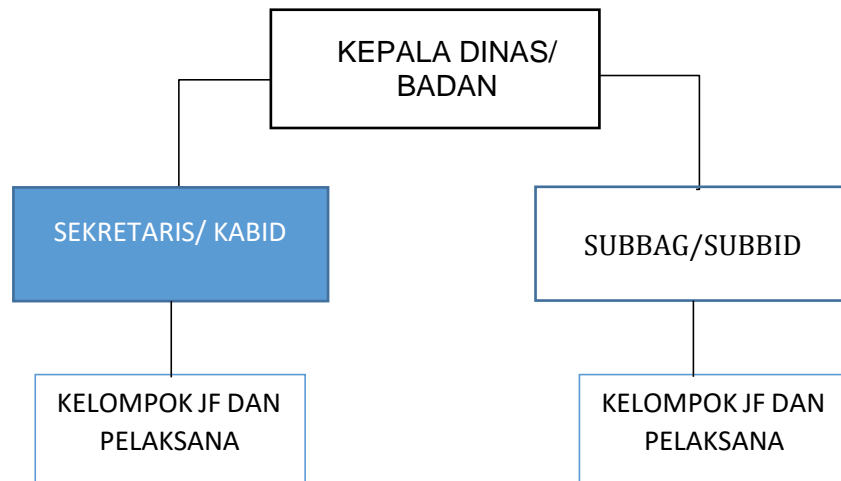 KEPALA DINAS/
BADAN
SEKRETARIS/ KABID
SUBBAG/SUBBID
KELOMPOK JF DAN
PELAKSANA
KELOMPOK JF DAN
PELAKSANA